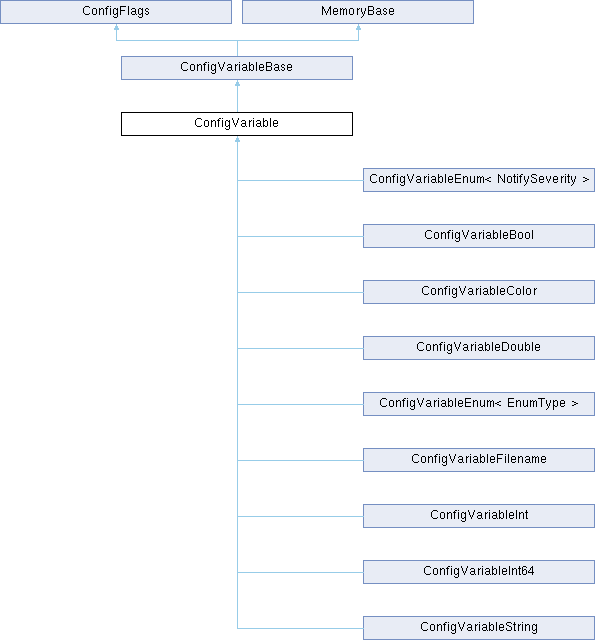 ConfigFlags
MemoryBase
ConfigVariableBase
ConfigVariable
ConfigVariableEnum< NotifySeverity >
ConfigVariableBool
ConfigVariableColor
ConfigVariableDouble
ConfigVariableEnum< EnumType >
ConfigVariableFilename
ConfigVariableInt
ConfigVariableInt64
ConfigVariableString